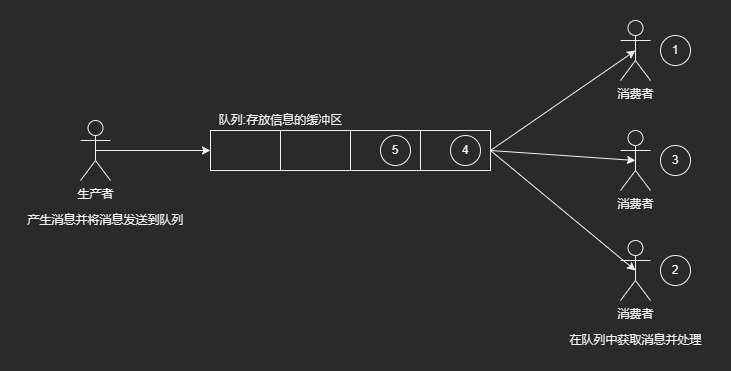 1
消费者
队列:存放信息的缓冲区
5
4
3
生产者
消费者
产生消息并将消息发送到队列
2
消费者
在队列中获取消息并处理